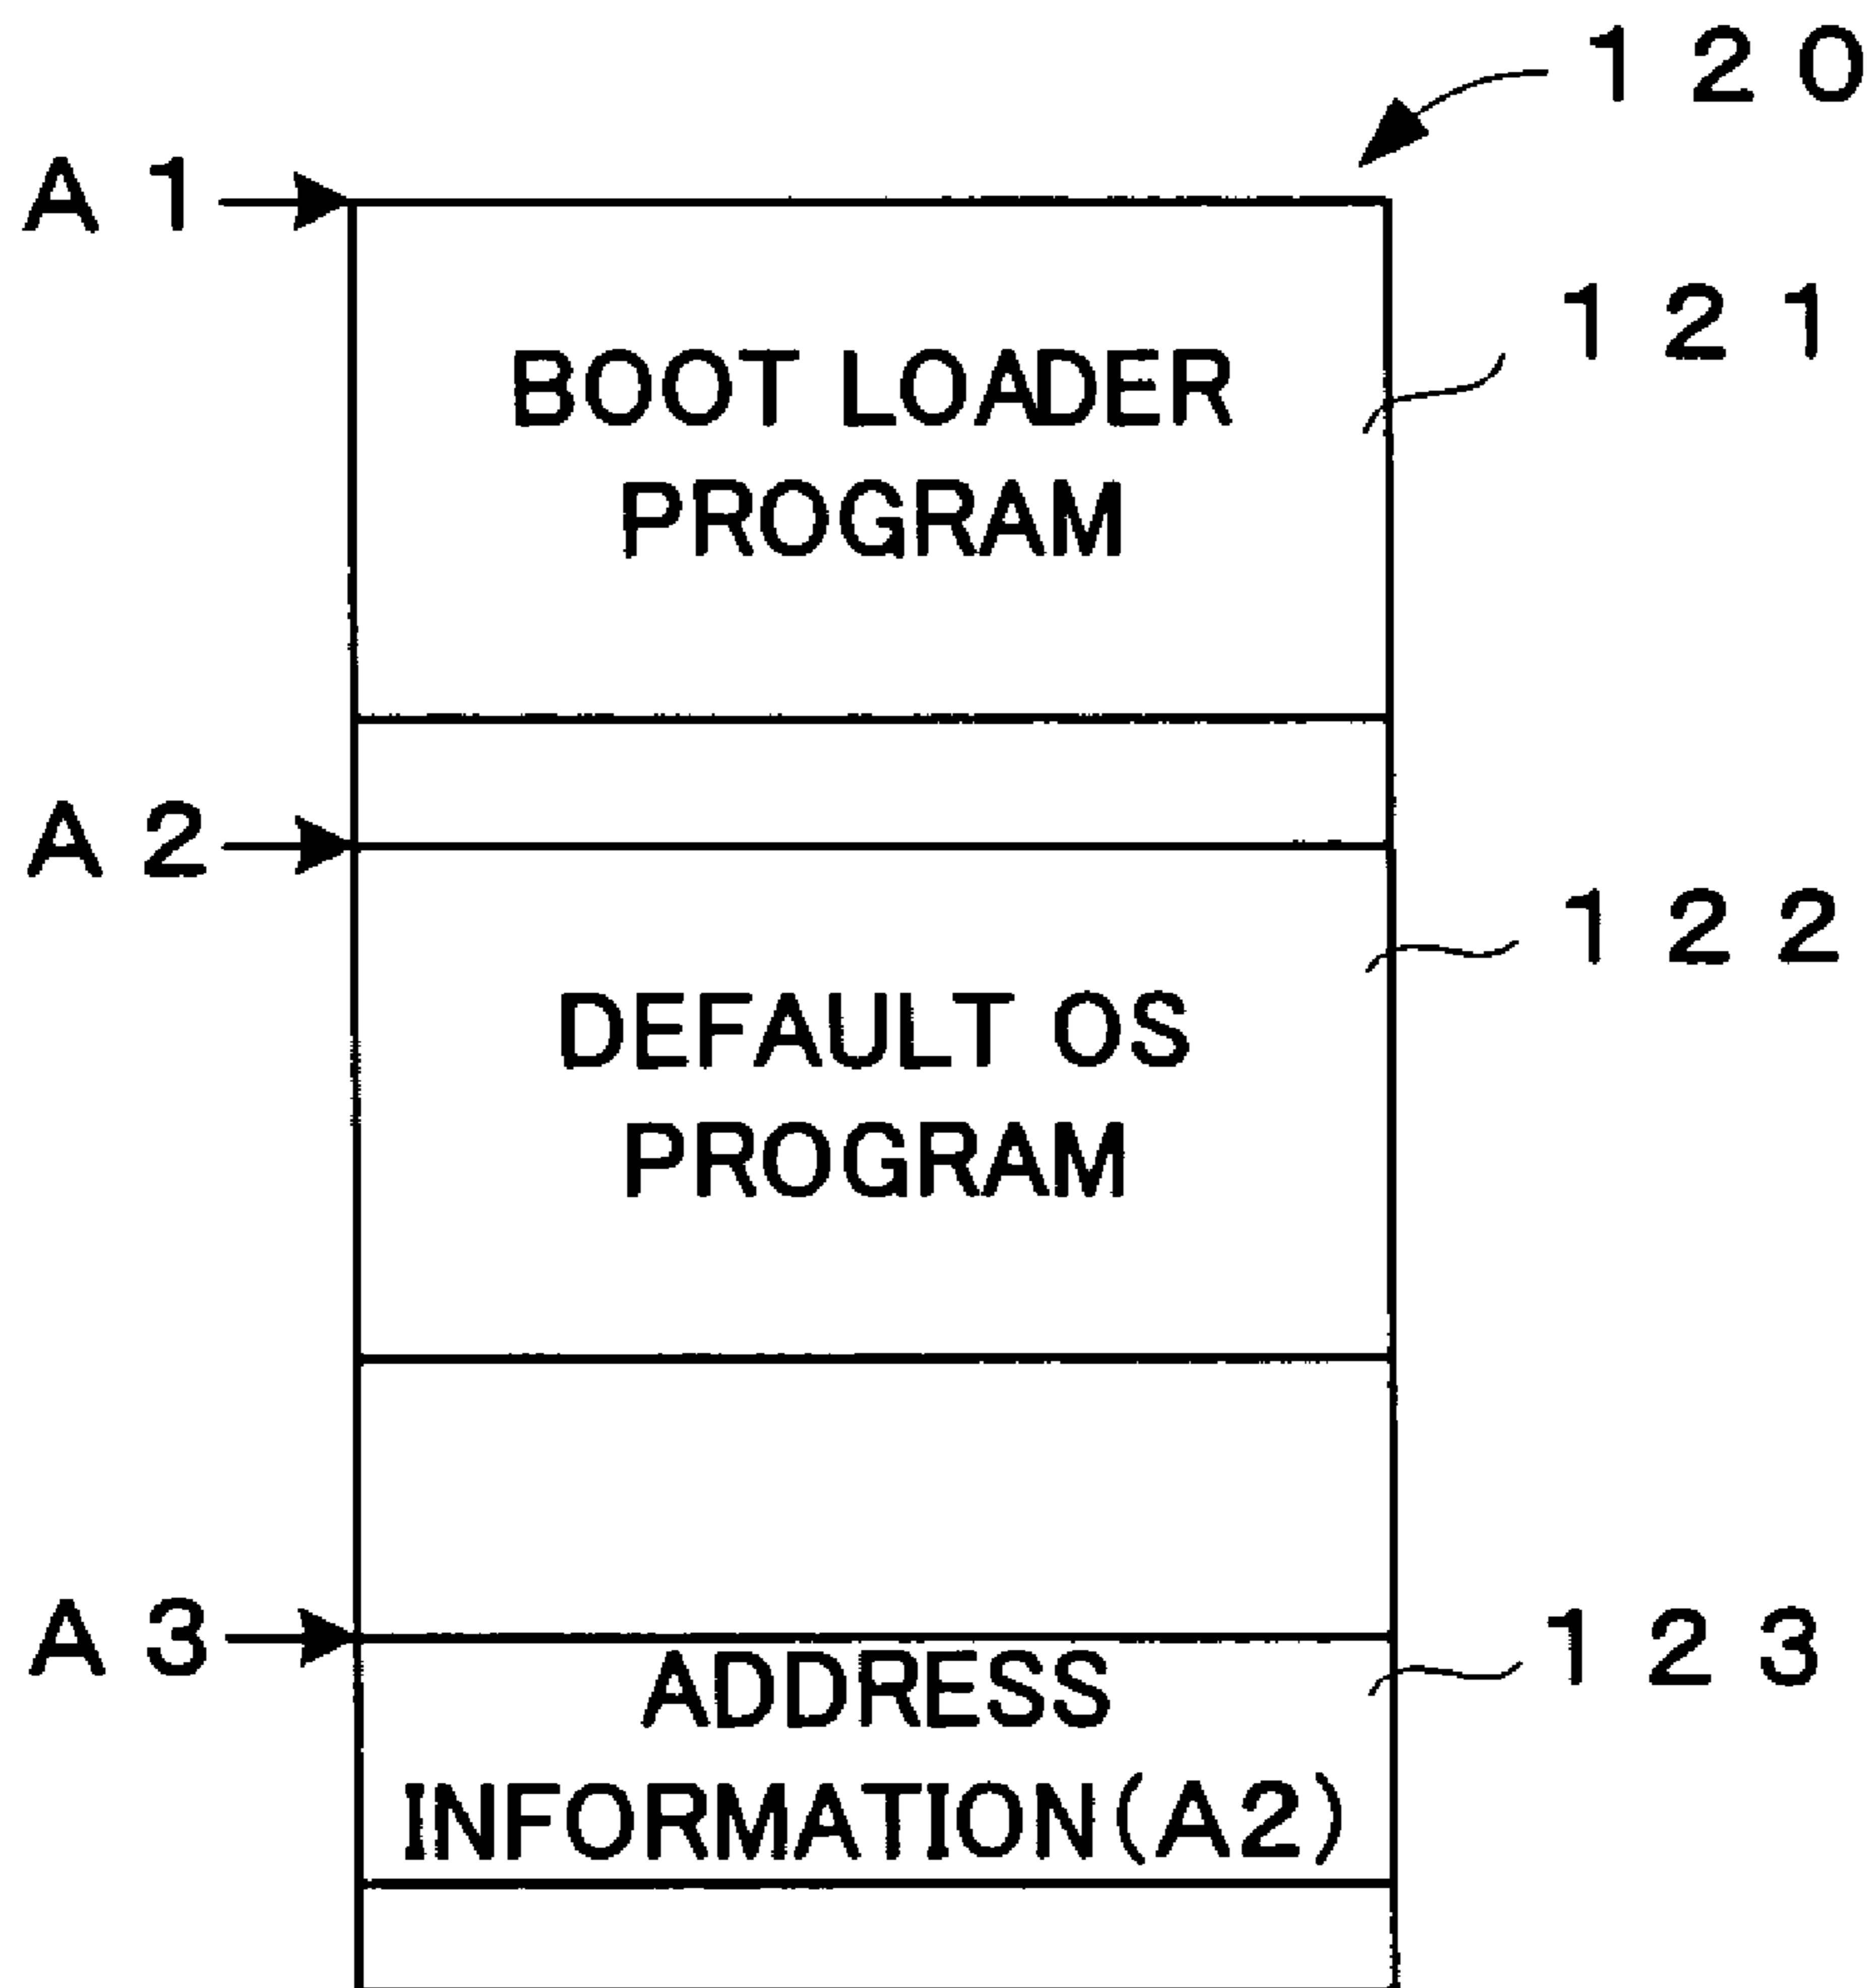 120
A1
121
BOOT LOADER
PROGRAM
A2
122
DEFAULT OS
PROGRAM
A3
123
ADDRESS
INFORMATION(A2)